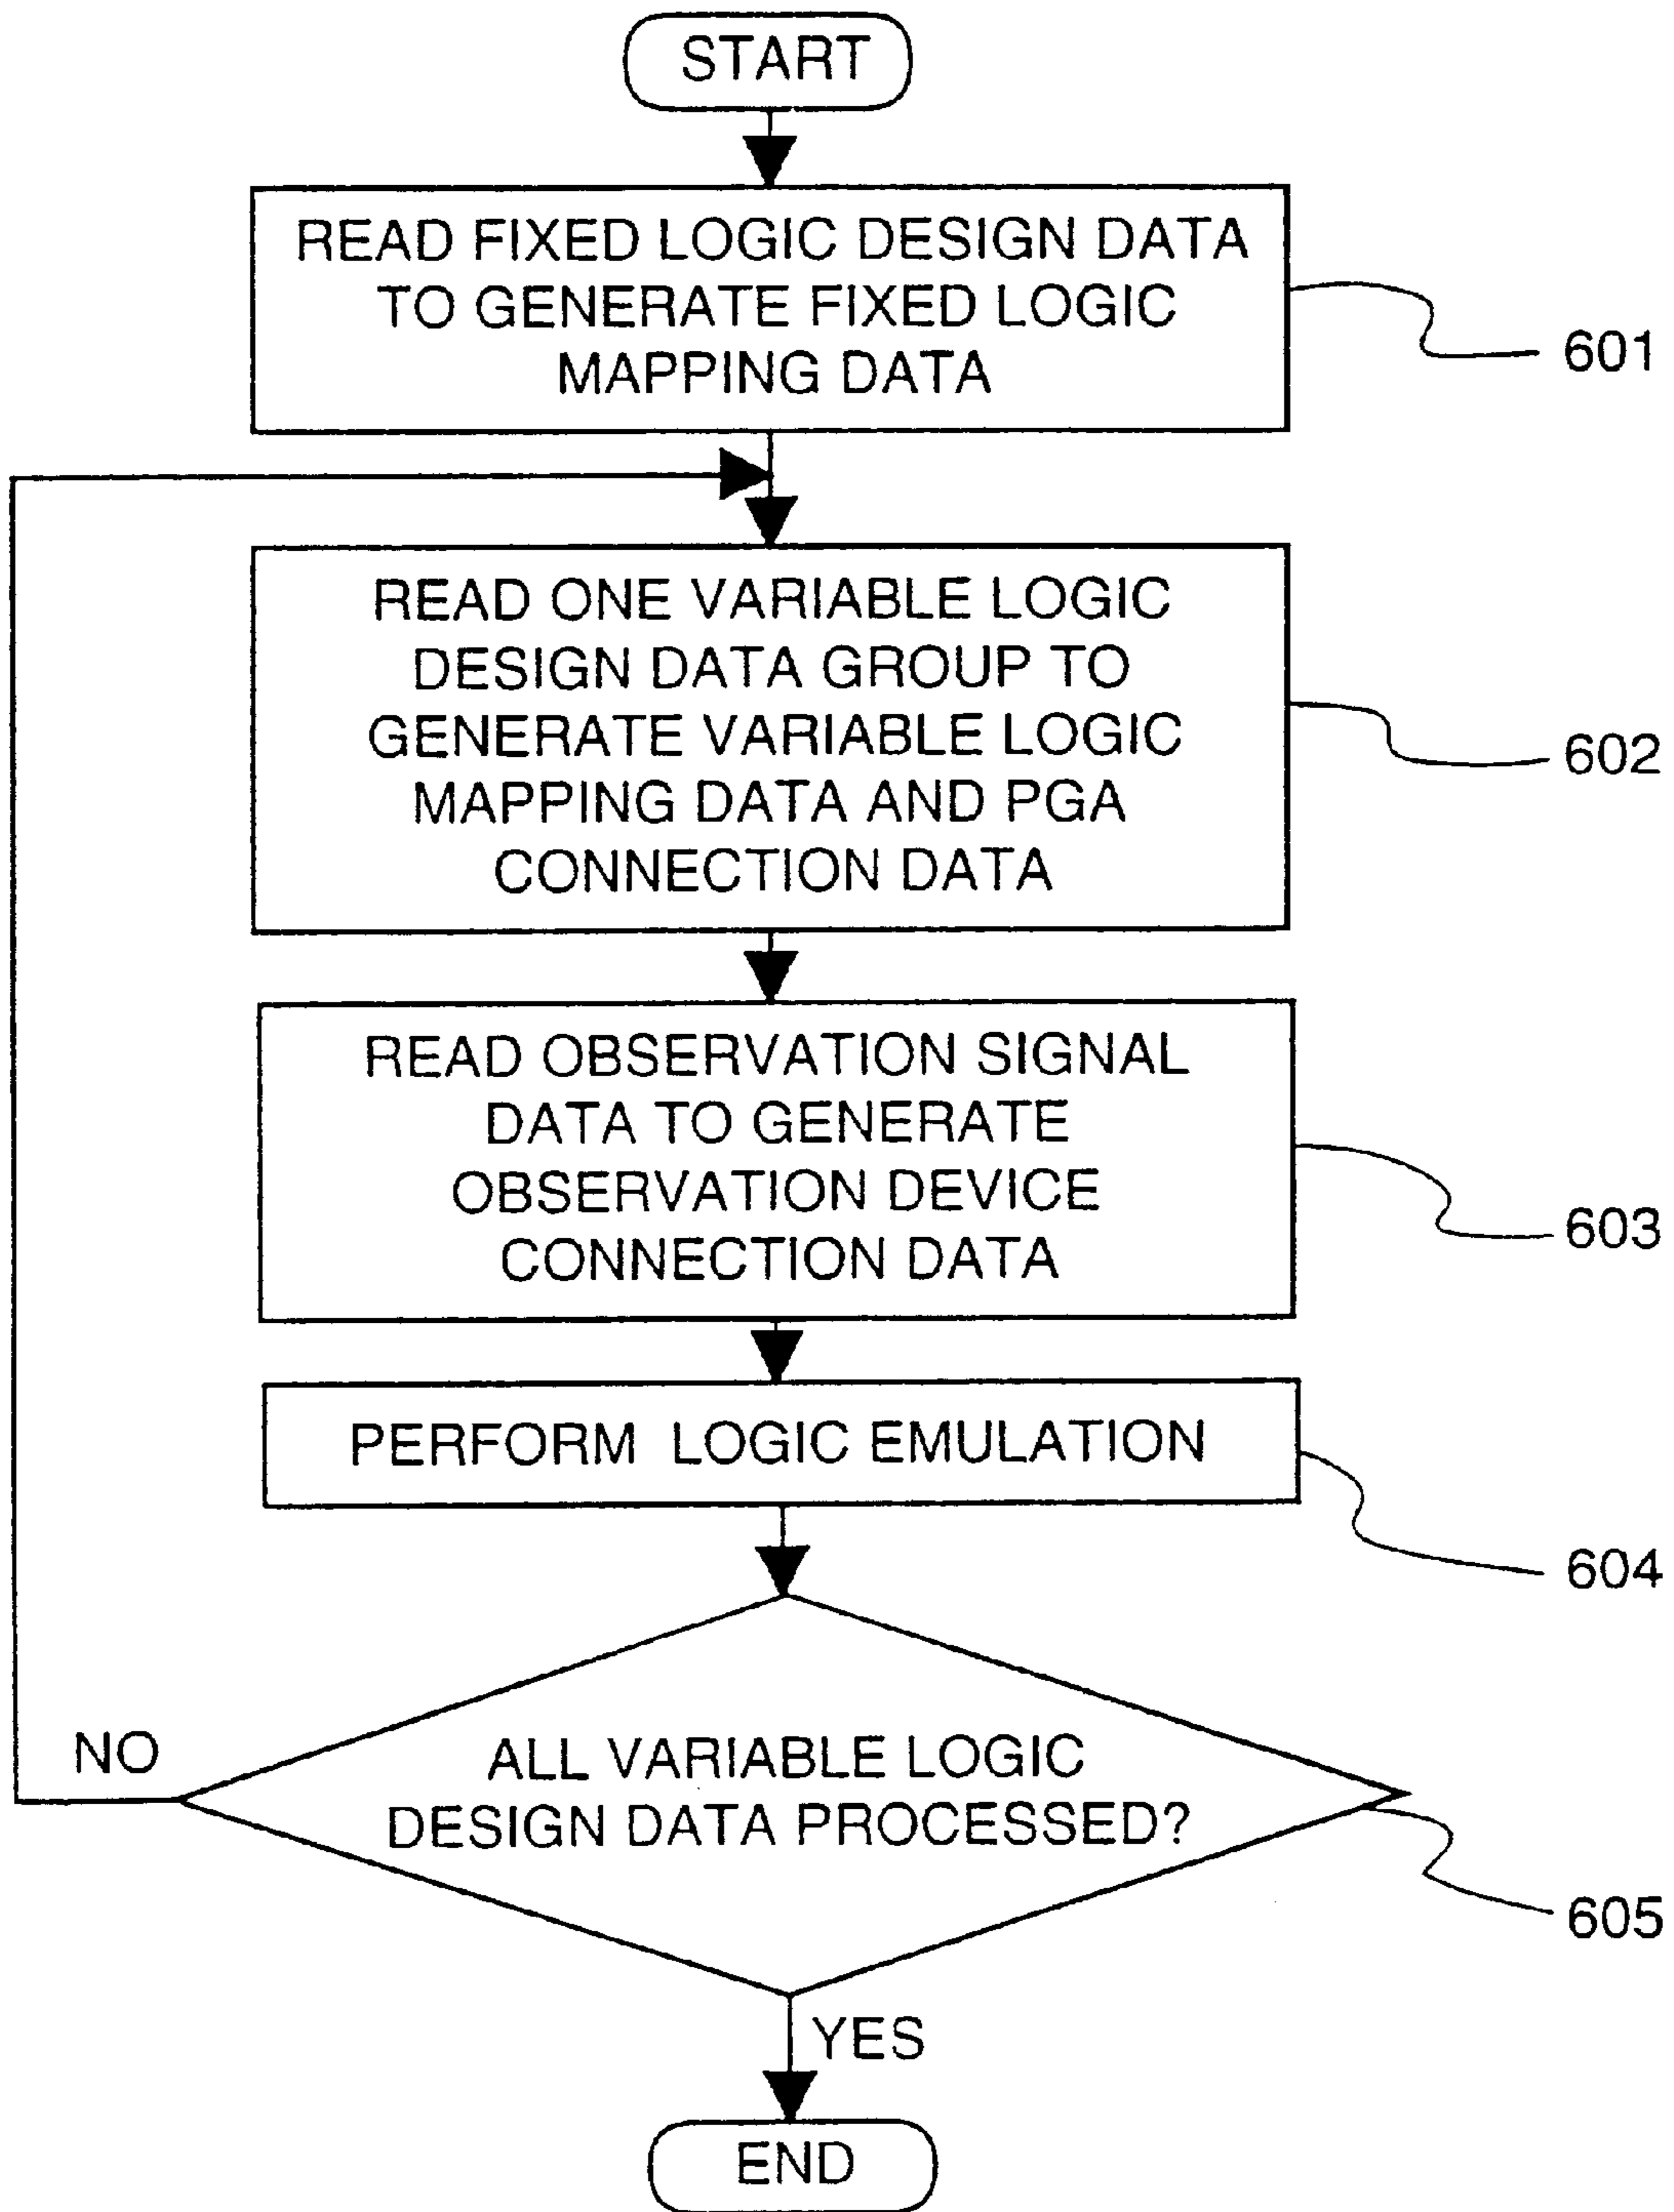 START
READ FIXED LOGIC DESIGN DATA
TO GENERATE FIXED LOGIC
MAPPING DATA
601
READ ONE VARIABLE LOGIC
DESIGN DATA GROUP TO
GENERATE VARIABLE LOGIC
MAPPING DATA AND PGA
CONNECTION DATA
602
READ OBSERVATION SIGNAL
DATA TO GENERATE
OBSERVATION DEVICE
CONNECTION DATA
603
PERFORM LOGIC EMULATION
604
NO
ALL VARIABLE LOGIC
DESIGN DATA PROCESSED?
605
YES
END